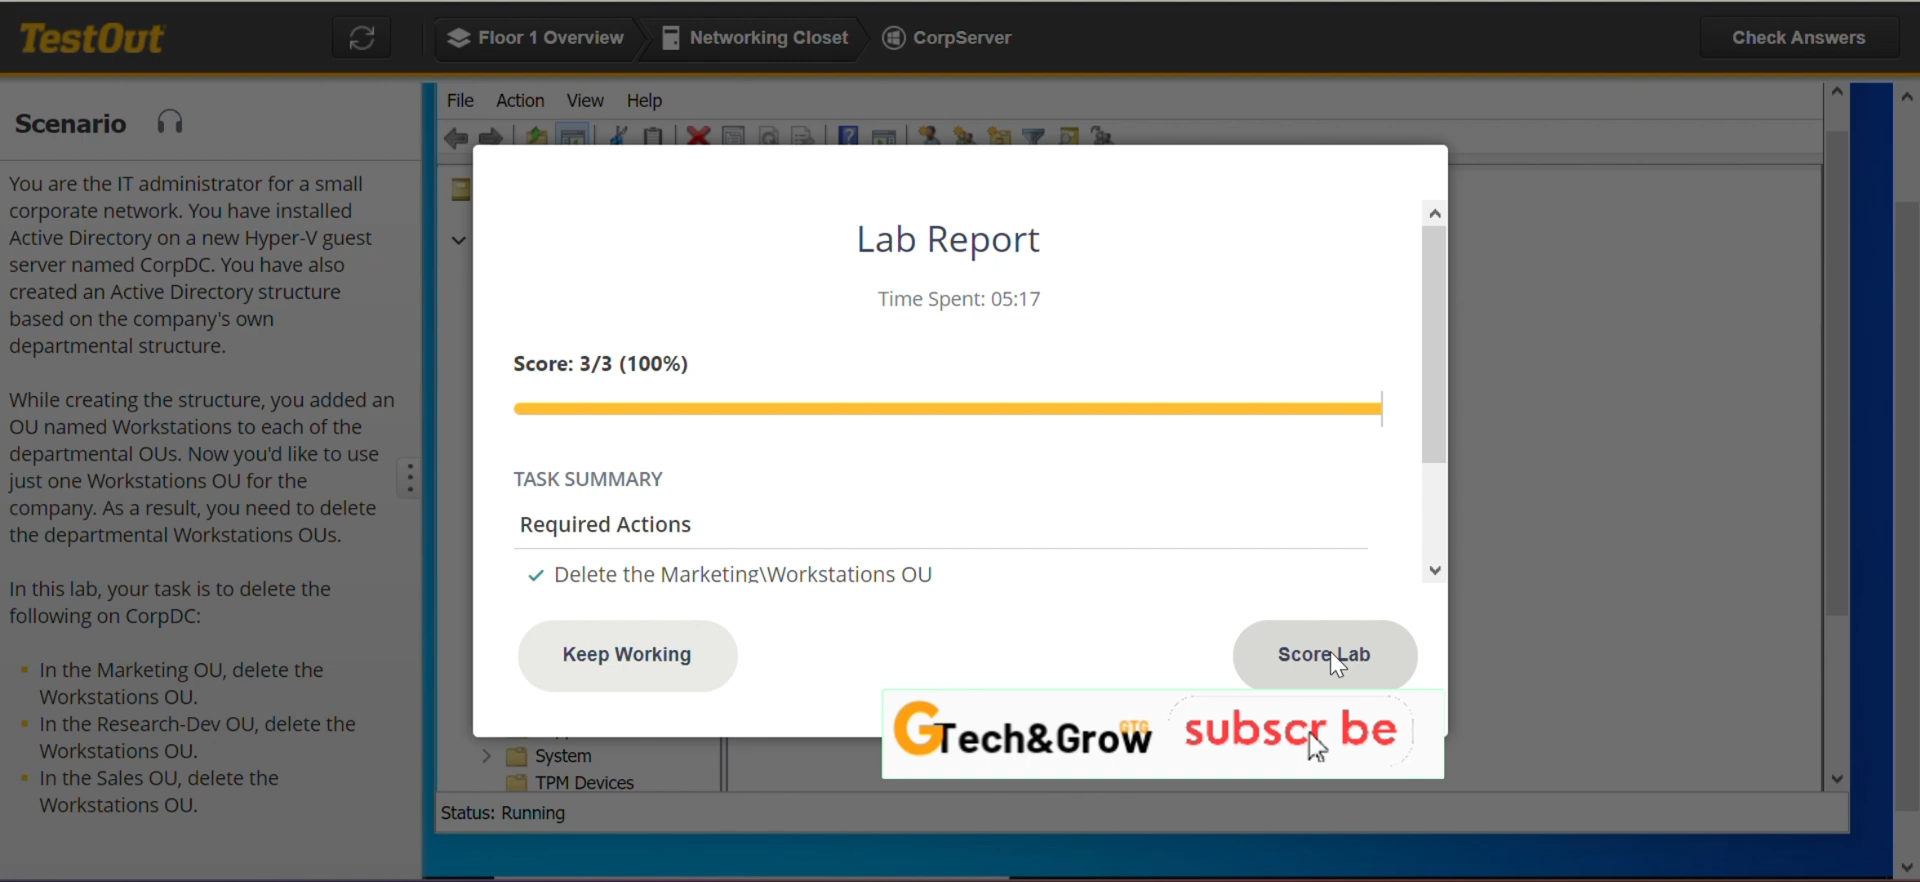 TestOut
Floor 1 Overview
Networking Closet
CorpServer
Check Answers
Scenario
You are the IT administrator for a small
corporate network. You have installed
Active Directory on a new Hyper-V guest
server named CorpDC. You have also
created an Active Directory structure
based on the company's own
departmental structure.
While creating the structure, you added an
OU named Workstations to each of the
departmental OUs. Now you'd like to use
just one Workstations OU for the
company. As a result, you need to delete
the departmental Workstations OUs.
In this lab, your task is to delete the
following on CorpDC:
In the Marketing OU, delete the
Workstations OU.
In the Research-Dev OU, delete the
Workstations OU.
In the Sales OU, delete the
Workstations OU.
File Action View Help
Lab Report
Time Spent: 05:17
Score: 3/3 (100%)
TASK SUMMARY
Required Actions
Delete the Marketing\Workstations OU
Keep Working
Score Lab
GTech&Grow GTG
subscr be
System
TPM Devices
Status: Running